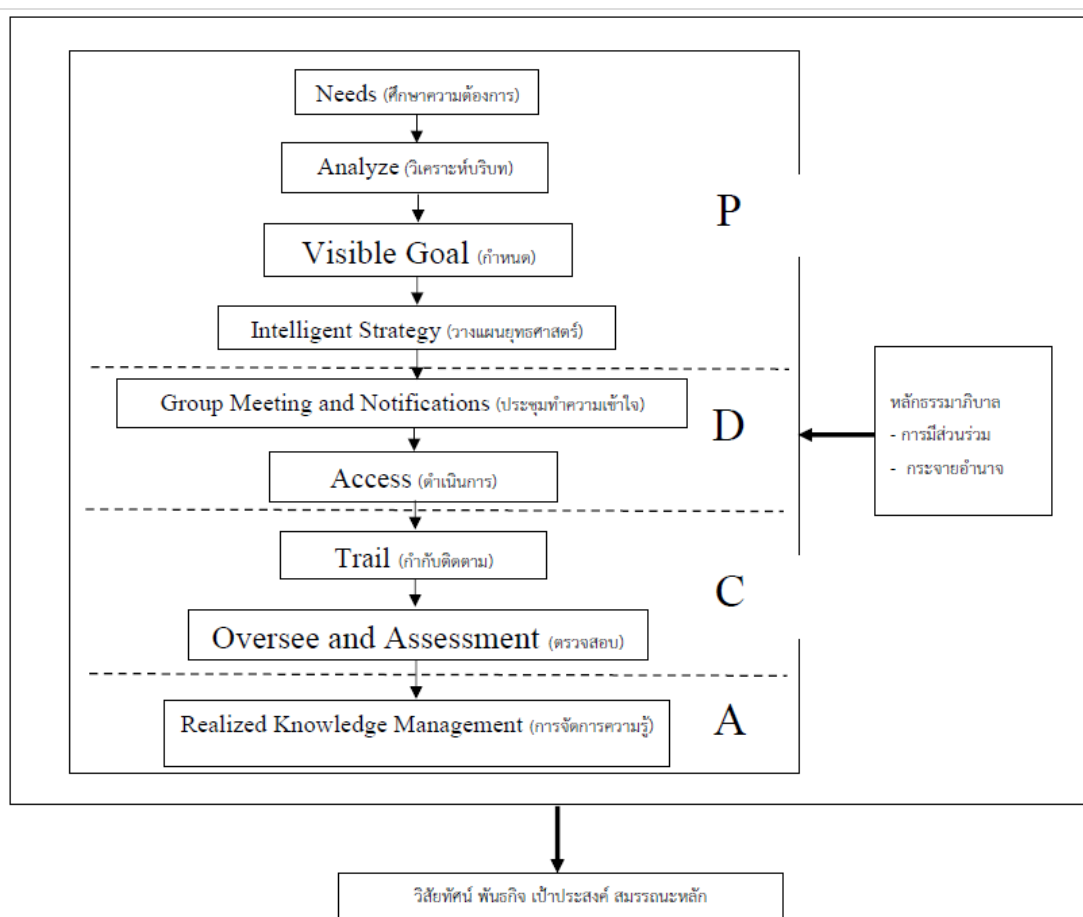 Needs (ศึกษาความต้องการ)
Analyze (วิเคราะห์บริบท)
P
Visible Goal (กำหนด)
Intelligent Strategy (วางแผนยุทธศาสตร์)
Group Meeting and Notifications (ประชุมทำความเข้าใจ)
D
Access (ดำเนินการ)
หลักธรรมาภิบาล
- การมีส่วนร่วม
- กระจายอำนาจ
Trail (กำกับติดตาม)
C
Oversee and Assessment (ตรวจสอบ)
Realized Knowledge Management (การจัดการความรู้)
A
วิสัยทัศน์ พันธกิจ เป้าประสงค์ สมรรถนะหลัก